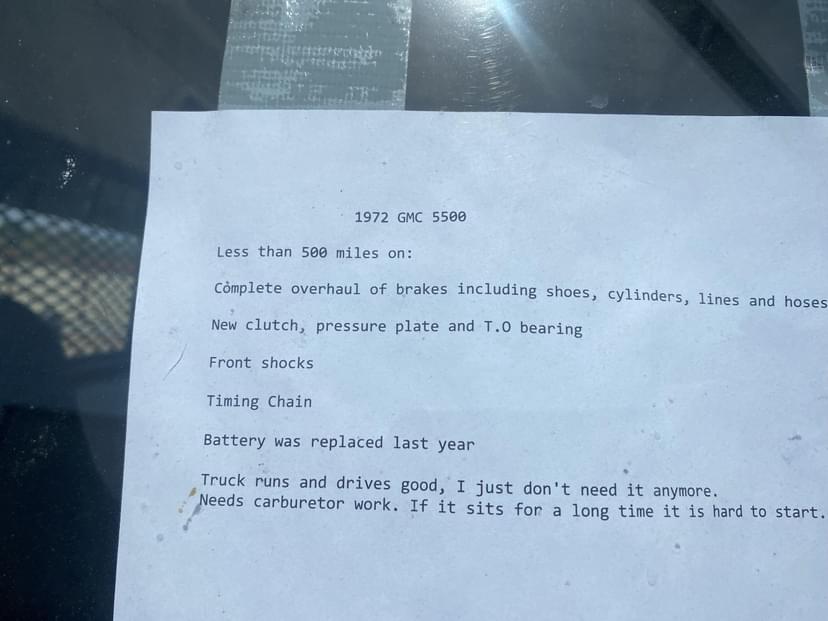 1972 GMC 5500
Less than 500 miles on:
Complete overhaul of brakes including shoes, cylinders, lines and hoses
New clutch, pressure plate and T.O bearing
Front shocks
Timing Chain
Battery was replaced last year
Truck runs and drives good, I just don't need it anymore.
Needs carburetor work. If it sits for a long time it is hard to start.